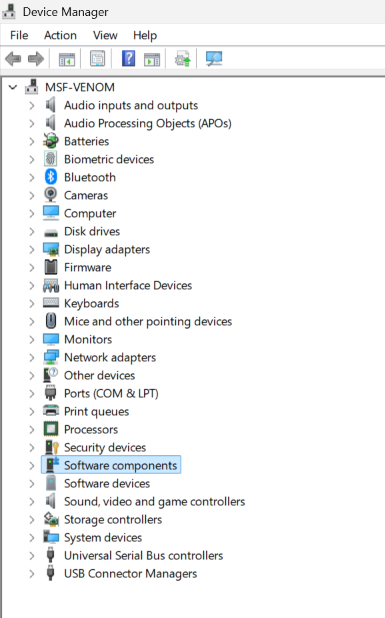 Device Manager
File Action View Help
MSF-VENOM
Audio inputs and outputs
Audio Processing Objects (APOs)
Batteries
Biometric devices
Bluetooth
Cameras
Computer
Disk drives
Display adapters
Firmware
Human Interface Devices
Keyboards
Mice and other pointing devices
Monitors
Network adapters
Other devices
Ports (COM & LPT)
Print queues
Processors
Security devices
Software components
Software devices
Sound, video and game controllers
Storage controllers
System devices
Universal Serial Bus controllers
USB Connector Managers